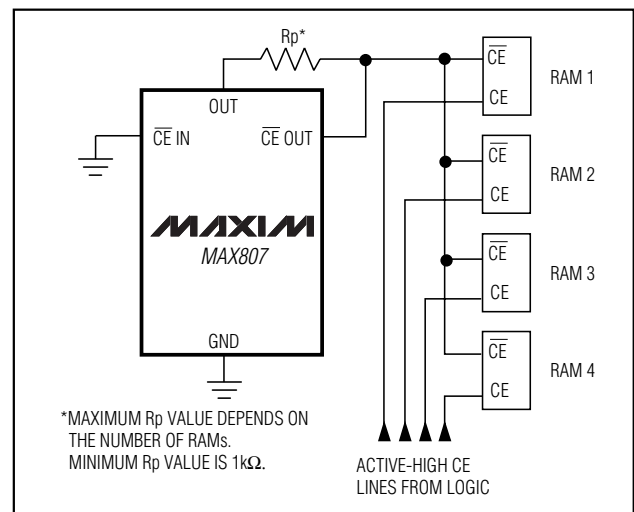 Rp*
OUT
CE IN
CE OUT
MAXIM
MAX807
GND
CE
CE
RAM 1
CE
CE
RAM 2
CE
CE
RAM 3
CE
CE
RAM 4
*MAXIMUM Rp VALUE DEPENDS ON
THE NUMBER OF RAMs.
MINIMUM Rp VALUE IS 1kΩ.
ACTIVE-HIGH CE
LINES FROM LOGIC